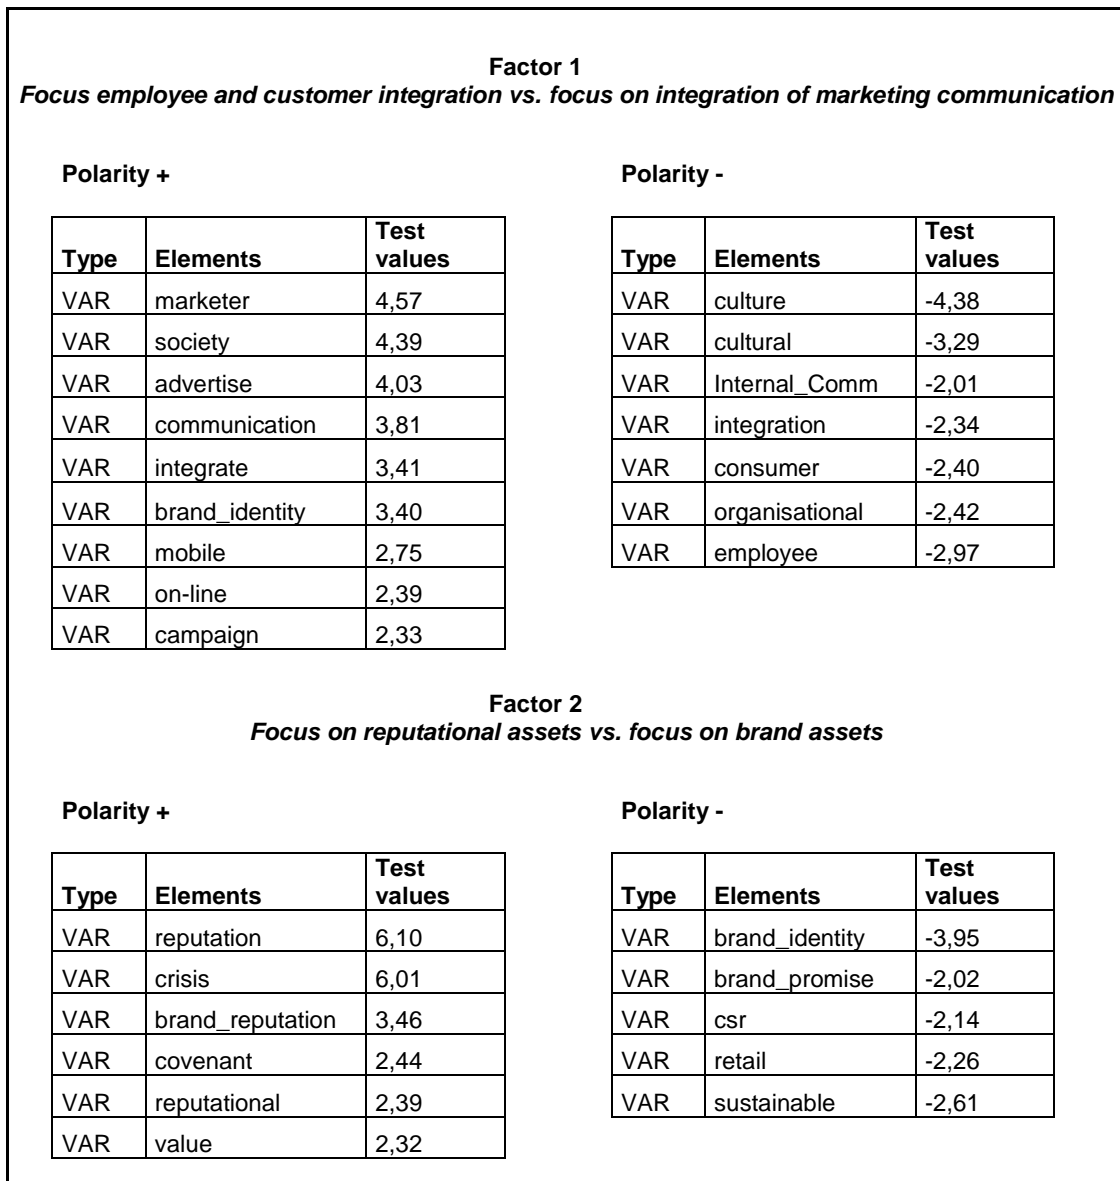 Factor 1
Focus employee and customer integration vs. focus on integration of marketing communication
Polarity +
Type Elements Test values
VAR marketer 4,57
VAR society 4,39
VAR advertise 4,03
VAR communication 3,81
VAR integrate 3,41
VAR brand_identity 3,40
VAR mobile 2,75
VAR on-line 2,39
VAR campaign 2,33
Polarity -
Type Elements Test values
VAR culture -4,38
VAR cultural -3,29
VAR Internal_Comm -2,01
VAR integration -2,34
VAR consumer -2,40
VAR organisational -2,42
VAR employee -2,97
Factor 2
Focus on reputational assets vs. focus on brand assets
Polarity +
Type Elements Test values
VAR reputation 6,10
VAR crisis 6,01
VAR brand_reputation 3,46
VAR covenant 2,44
VAR reputational 2,39
VAR value 2,32
Polarity -
Type Elements Test values
VAR brand_identity -3,95
VAR brand_promise -2,02
VAR csr -2,14
VAR retail -2,26
VAR sustainable -2,61